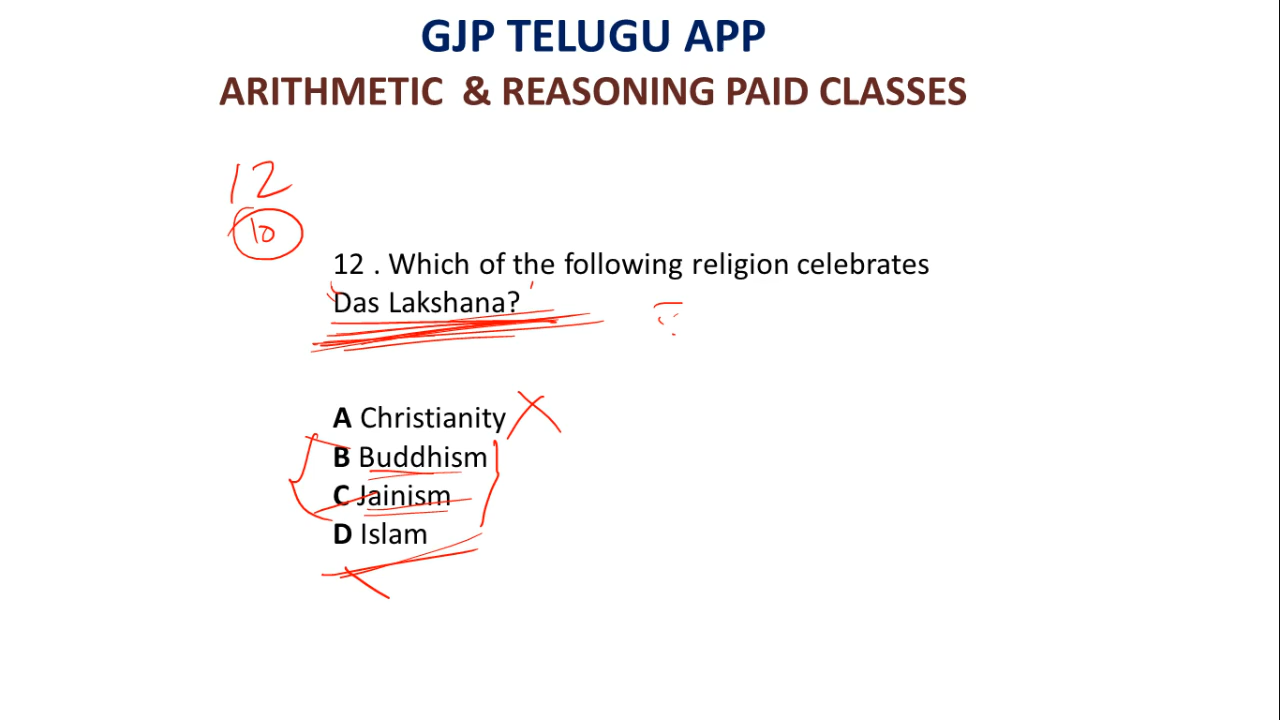 GJP TELUGU APP
ARITHMETIC & REASONING PAID CLASSES
12
10
12 . Which of the following religion celebrates
Das Lakshana?
A Christianity
B Buddhism
C Jainism
D Islam